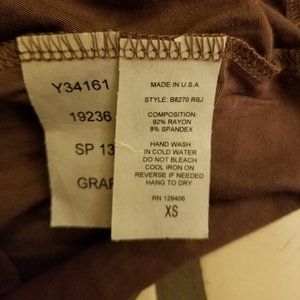 Y34161
19236
SP 13
GRAP
MADE IN U.S.A.
STYLE: B8270 RSJ
COMPOSITION:
92% RAYON
8% SPANDEX
HAND WASH
IN COLD WATER
DO NOT BLEACH
COOL IRON ON
REVERSE IF NEEDED
HANG TO DRY
RN 129406
XS